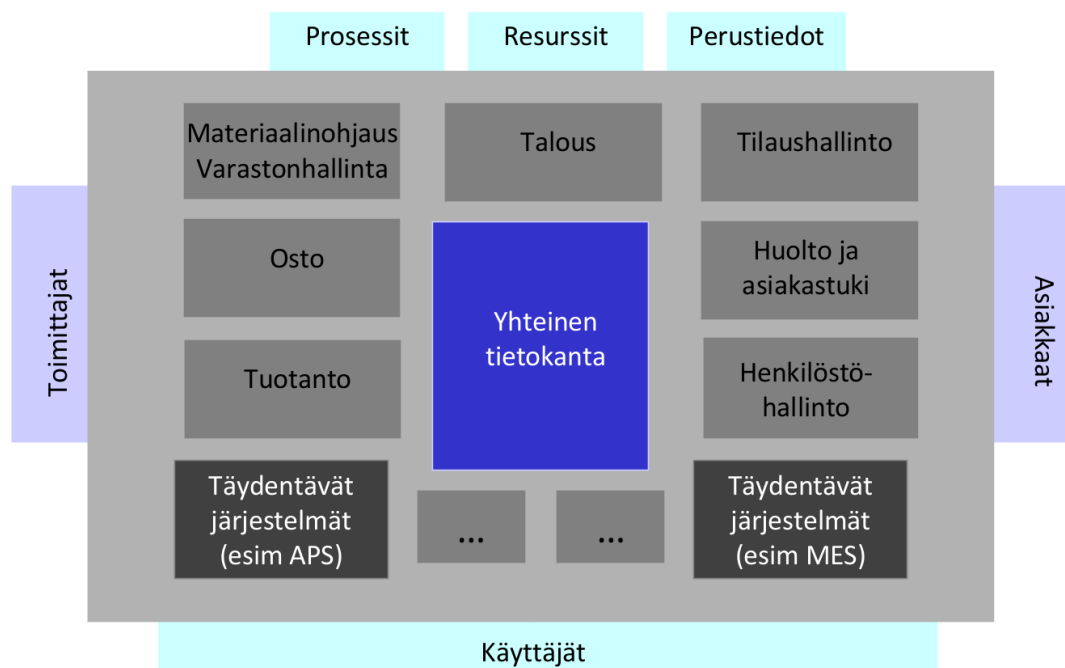 Prosessit
Resurssit
Perustiedot
Materiaalinohjaus
Varastonhallinta
Talous
Tilaushallinto
Toimittajat
Osto
Yhteinen
tietokanta
Huolto ja
asiakastuki
Asiakkaat
Tuotanto
Henkilöstö-
hallinto
Täydentävät
järjestelmät
(esim APS)
...
...
Täydentävät
järjestelmät
(esim MES)
Käyttäjät